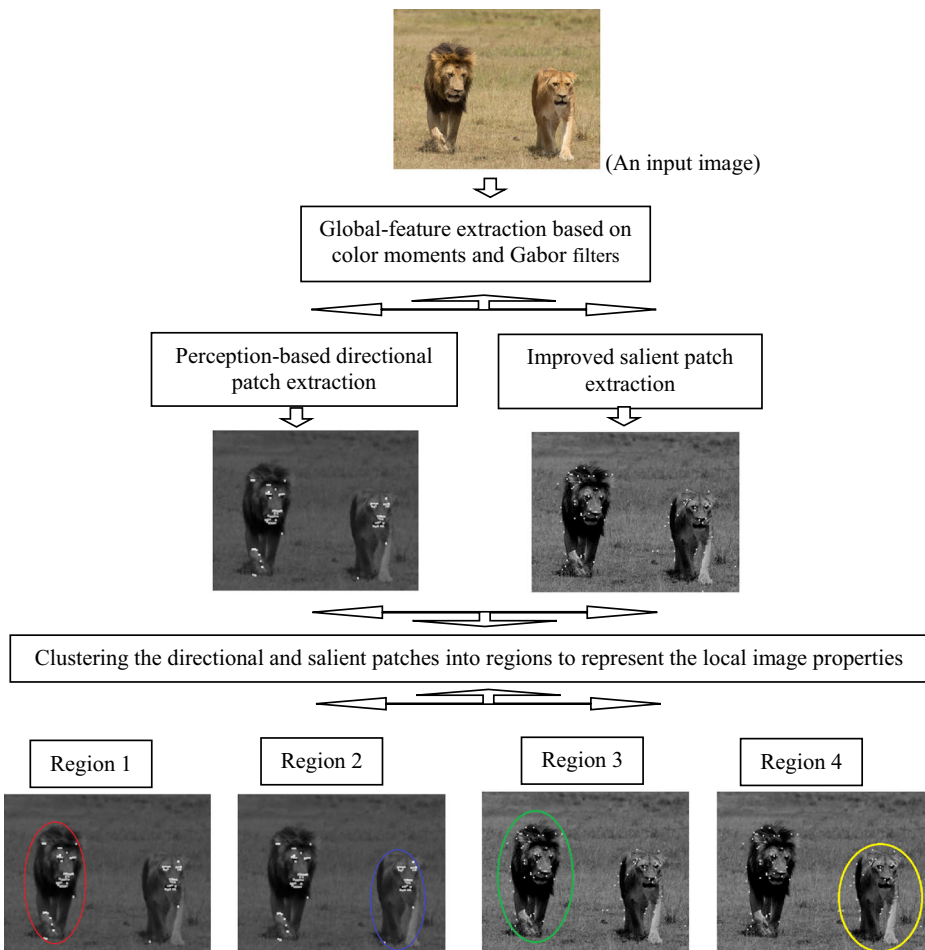 (An input image)
Global-feature extraction based on
color moments and Gabor filters
Perception-based directional
patch extraction
Improved salient patch
extraction
Clustering the directional and salient patches into regions to represent the local image properties
Region 1
Region 2
Region 3
Region 4